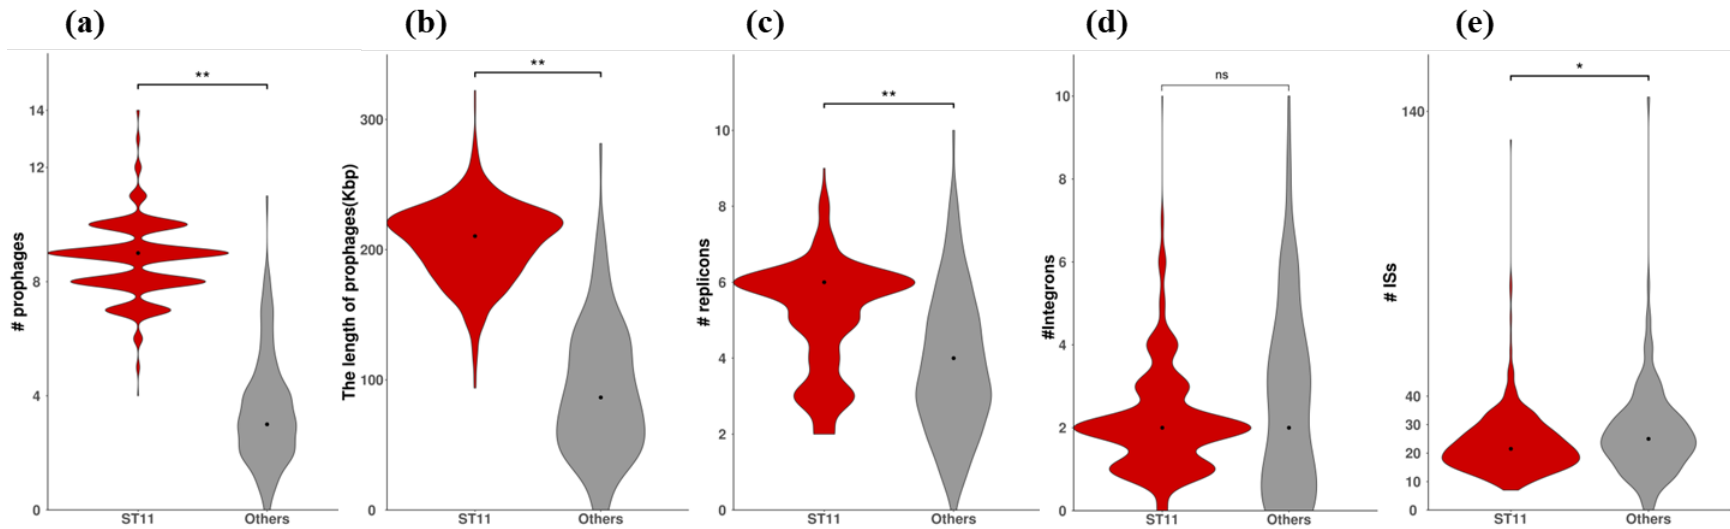 (a)
(b)
(c)
(d)
(e)
# prophages
14
12
8
4
0
**
ST11
Others
The length of prophages(Kbp)
300
200
100
0
**
ST11
Others
# replicons
10
8
6
4
2
0
**
ST11
Others
#Integrons
10
8
6
4
2
0
ns
ST11
Others
# ISs
140
40
30
20
10
0
*
ST11
Others